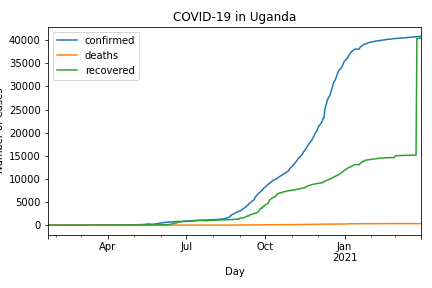 COVID-19 in Uganda
confirmed
deaths
recovered
40000
35000
30000
25000
20000
15000
10000
5000
0
Apr
Jul
Oct
Jan
2021
Day